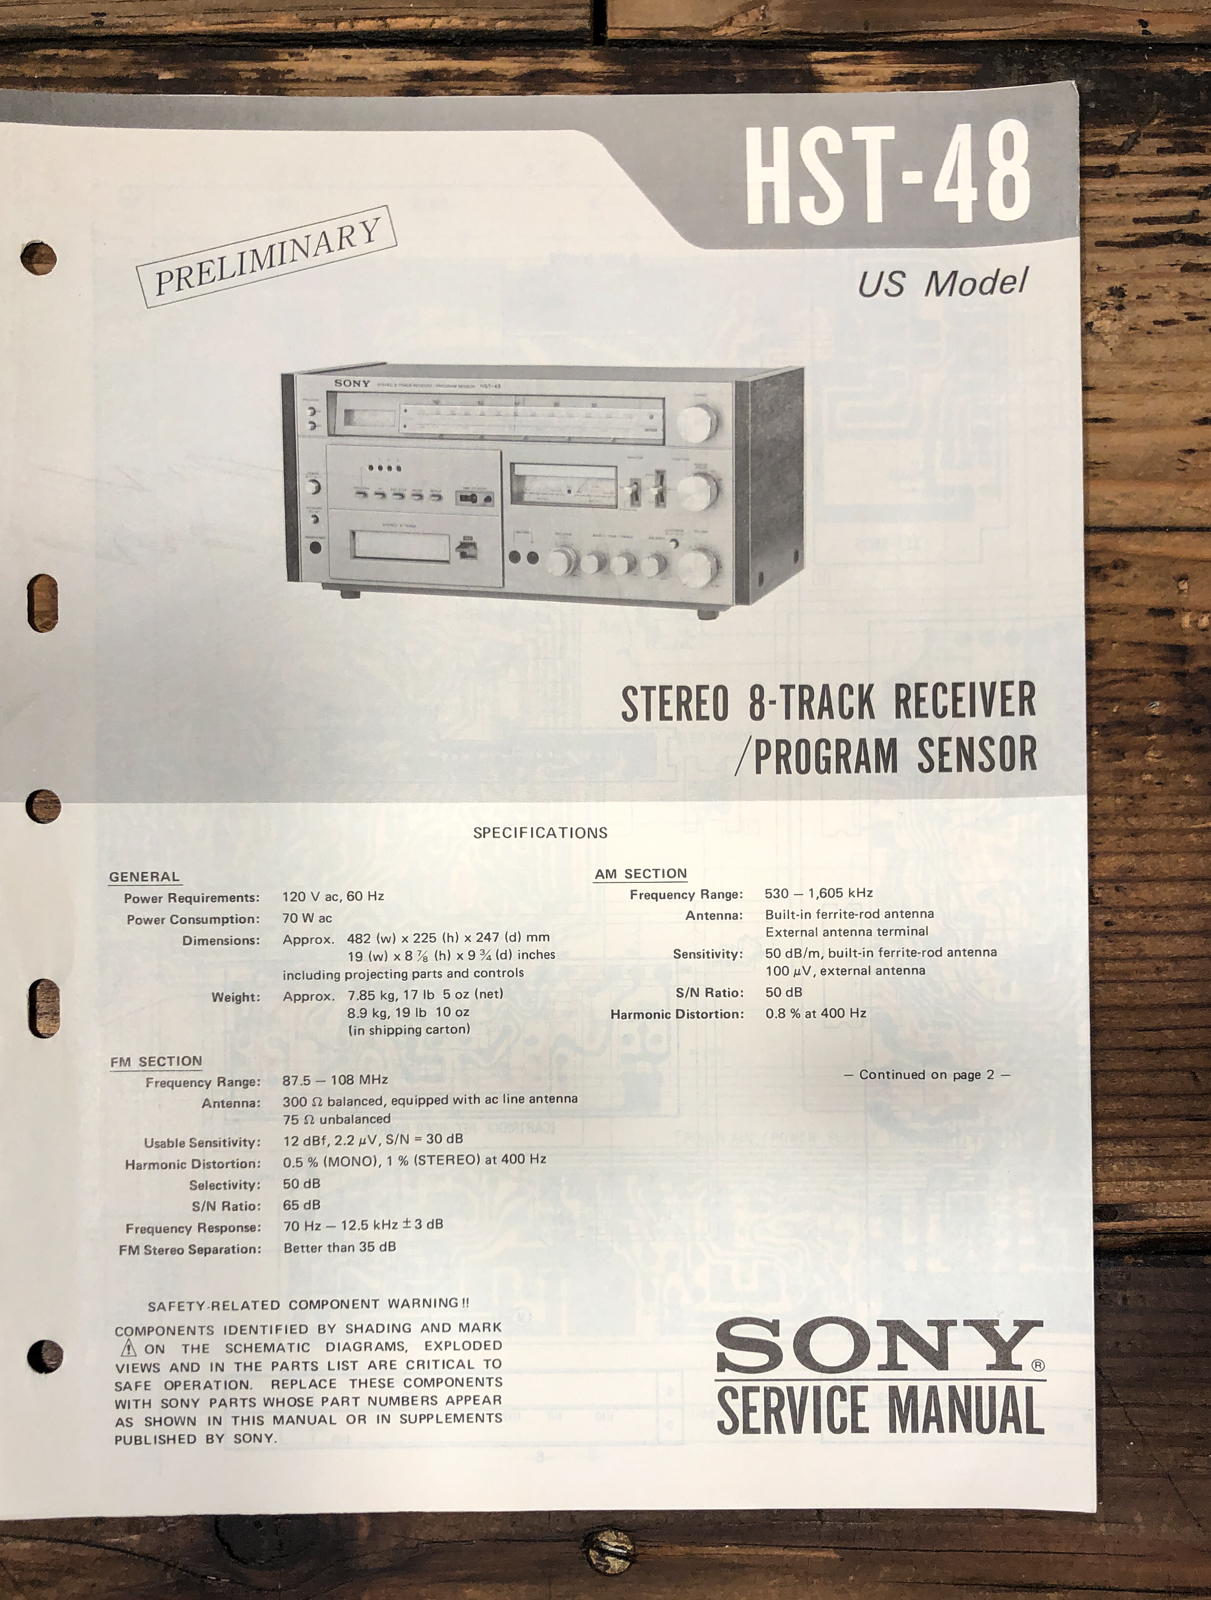 HST-48
US Model
PRELIMINARY
SONY
HST-48
STEREO 8-TRACK RECEIVER
/PROGRAM SENSOR
SPECIFICATIONS
GENERAL
Power Requirements: 120 V ac, 60 Hz
Power Consumption: 70 W ac
Dimensions: Approx. 482 (w) x 225 (h) x 247 (d) mm
19 (w) x 8 7/8 (h) x 9 3/4 (d) inches
including projecting parts and controls
Weight: Approx. 7.85 kg, 17 lb 5 oz (net)
8.9 kg, 19 lb 10 oz
(in shipping carton)
FM SECTION
Frequency Range: 87.5 – 108 MHz
Antenna: 300 Ω balanced, equipped with ac line antenna
75 Ω unbalanced
Usable Sensitivity: 12 dBf, 2.2 μV, S/N = 30 dB
Harmonic Distortion: 0.5 % (MONO), 1 % (STEREO) at 400 Hz
Selectivity: 50 dB
S/N Ratio: 65 dB
Frequency Response: 70 Hz – 12.5 kHz ±3 dB
FM Stereo Separation: Better than 35 dB
AM SECTION
Frequency Range: 530 – 1,605 kHz
Antenna: Built-in ferrite-rod antenna
External antenna terminal
Sensitivity: 50 dB/m, built-in ferrite-rod antenna
100 μV, external antenna
S/N Ratio: 50 dB
Harmonic Distortion: 0.8 % at 400 Hz
— Continued on page 2 —
SAFETY-RELATED COMPONENT WARNING!!
COMPONENTS IDENTIFIED BY SHADING AND MARK
⚠ ON THE SCHEMATIC DIAGRAMS, EXPLODED
VIEWS AND IN THE PARTS LIST ARE CRITICAL TO
SAFE OPERATION. REPLACE THESE COMPONENTS
WITH SONY PARTS WHOSE PART NUMBERS APPEAR
AS SHOWN IN THIS MANUAL OR IN SUPPLEMENTS
PUBLISHED BY SONY.
SONY®
SERVICE MANUAL